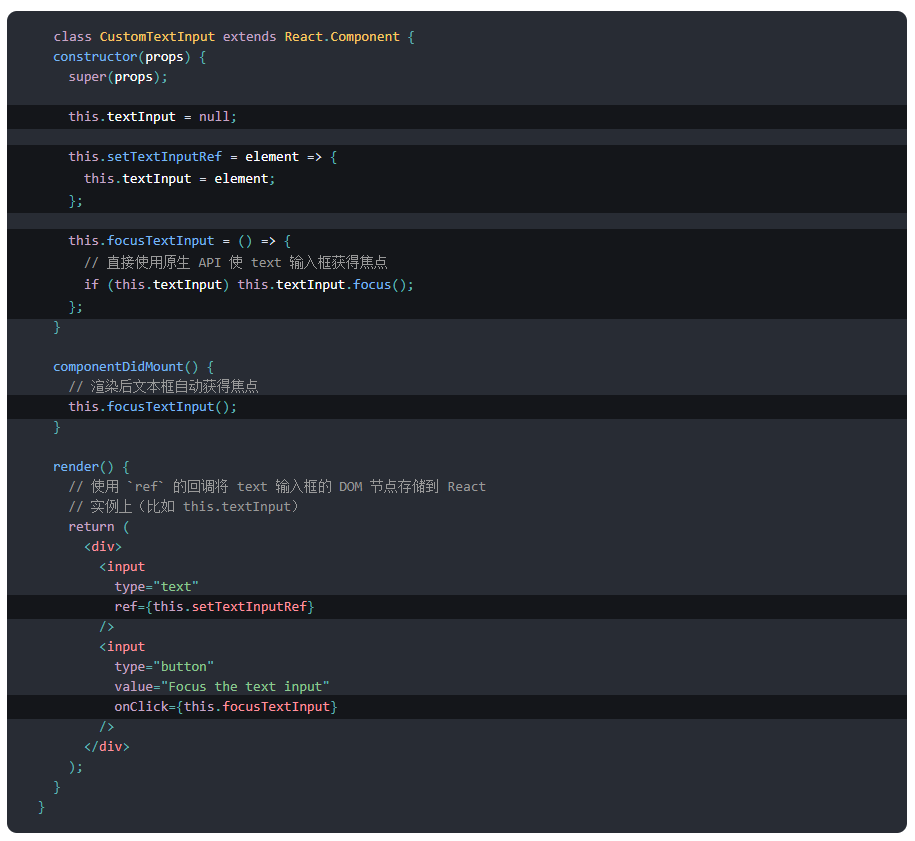 class CustomTextInput extends React.Component {
constructor(props) {
super(props);
this.textInput = null;
this.setTextInputRef = element => {
this.textInput = element;
};
this.focusTextInput = () => {
// 直接使用原生 API 使 text 输入框获得焦点
if (this.textInput) this.textInput.focus();
};
}
componentDidMount() {
// 渲染后文本框自动获得焦点
this.focusTextInput();
}
render() {
// 使用 `ref` 的回调将 text 输入框的 DOM 节点存储到 React
// 实例上（比如 this.textInput）
return (
<div>
<input
type="text"
ref={this.setTextInputRef}
/>
<input
type="button"
value="Focus the text input"
onClick={this.focusTextInput}
/>
</div>
);
}
}